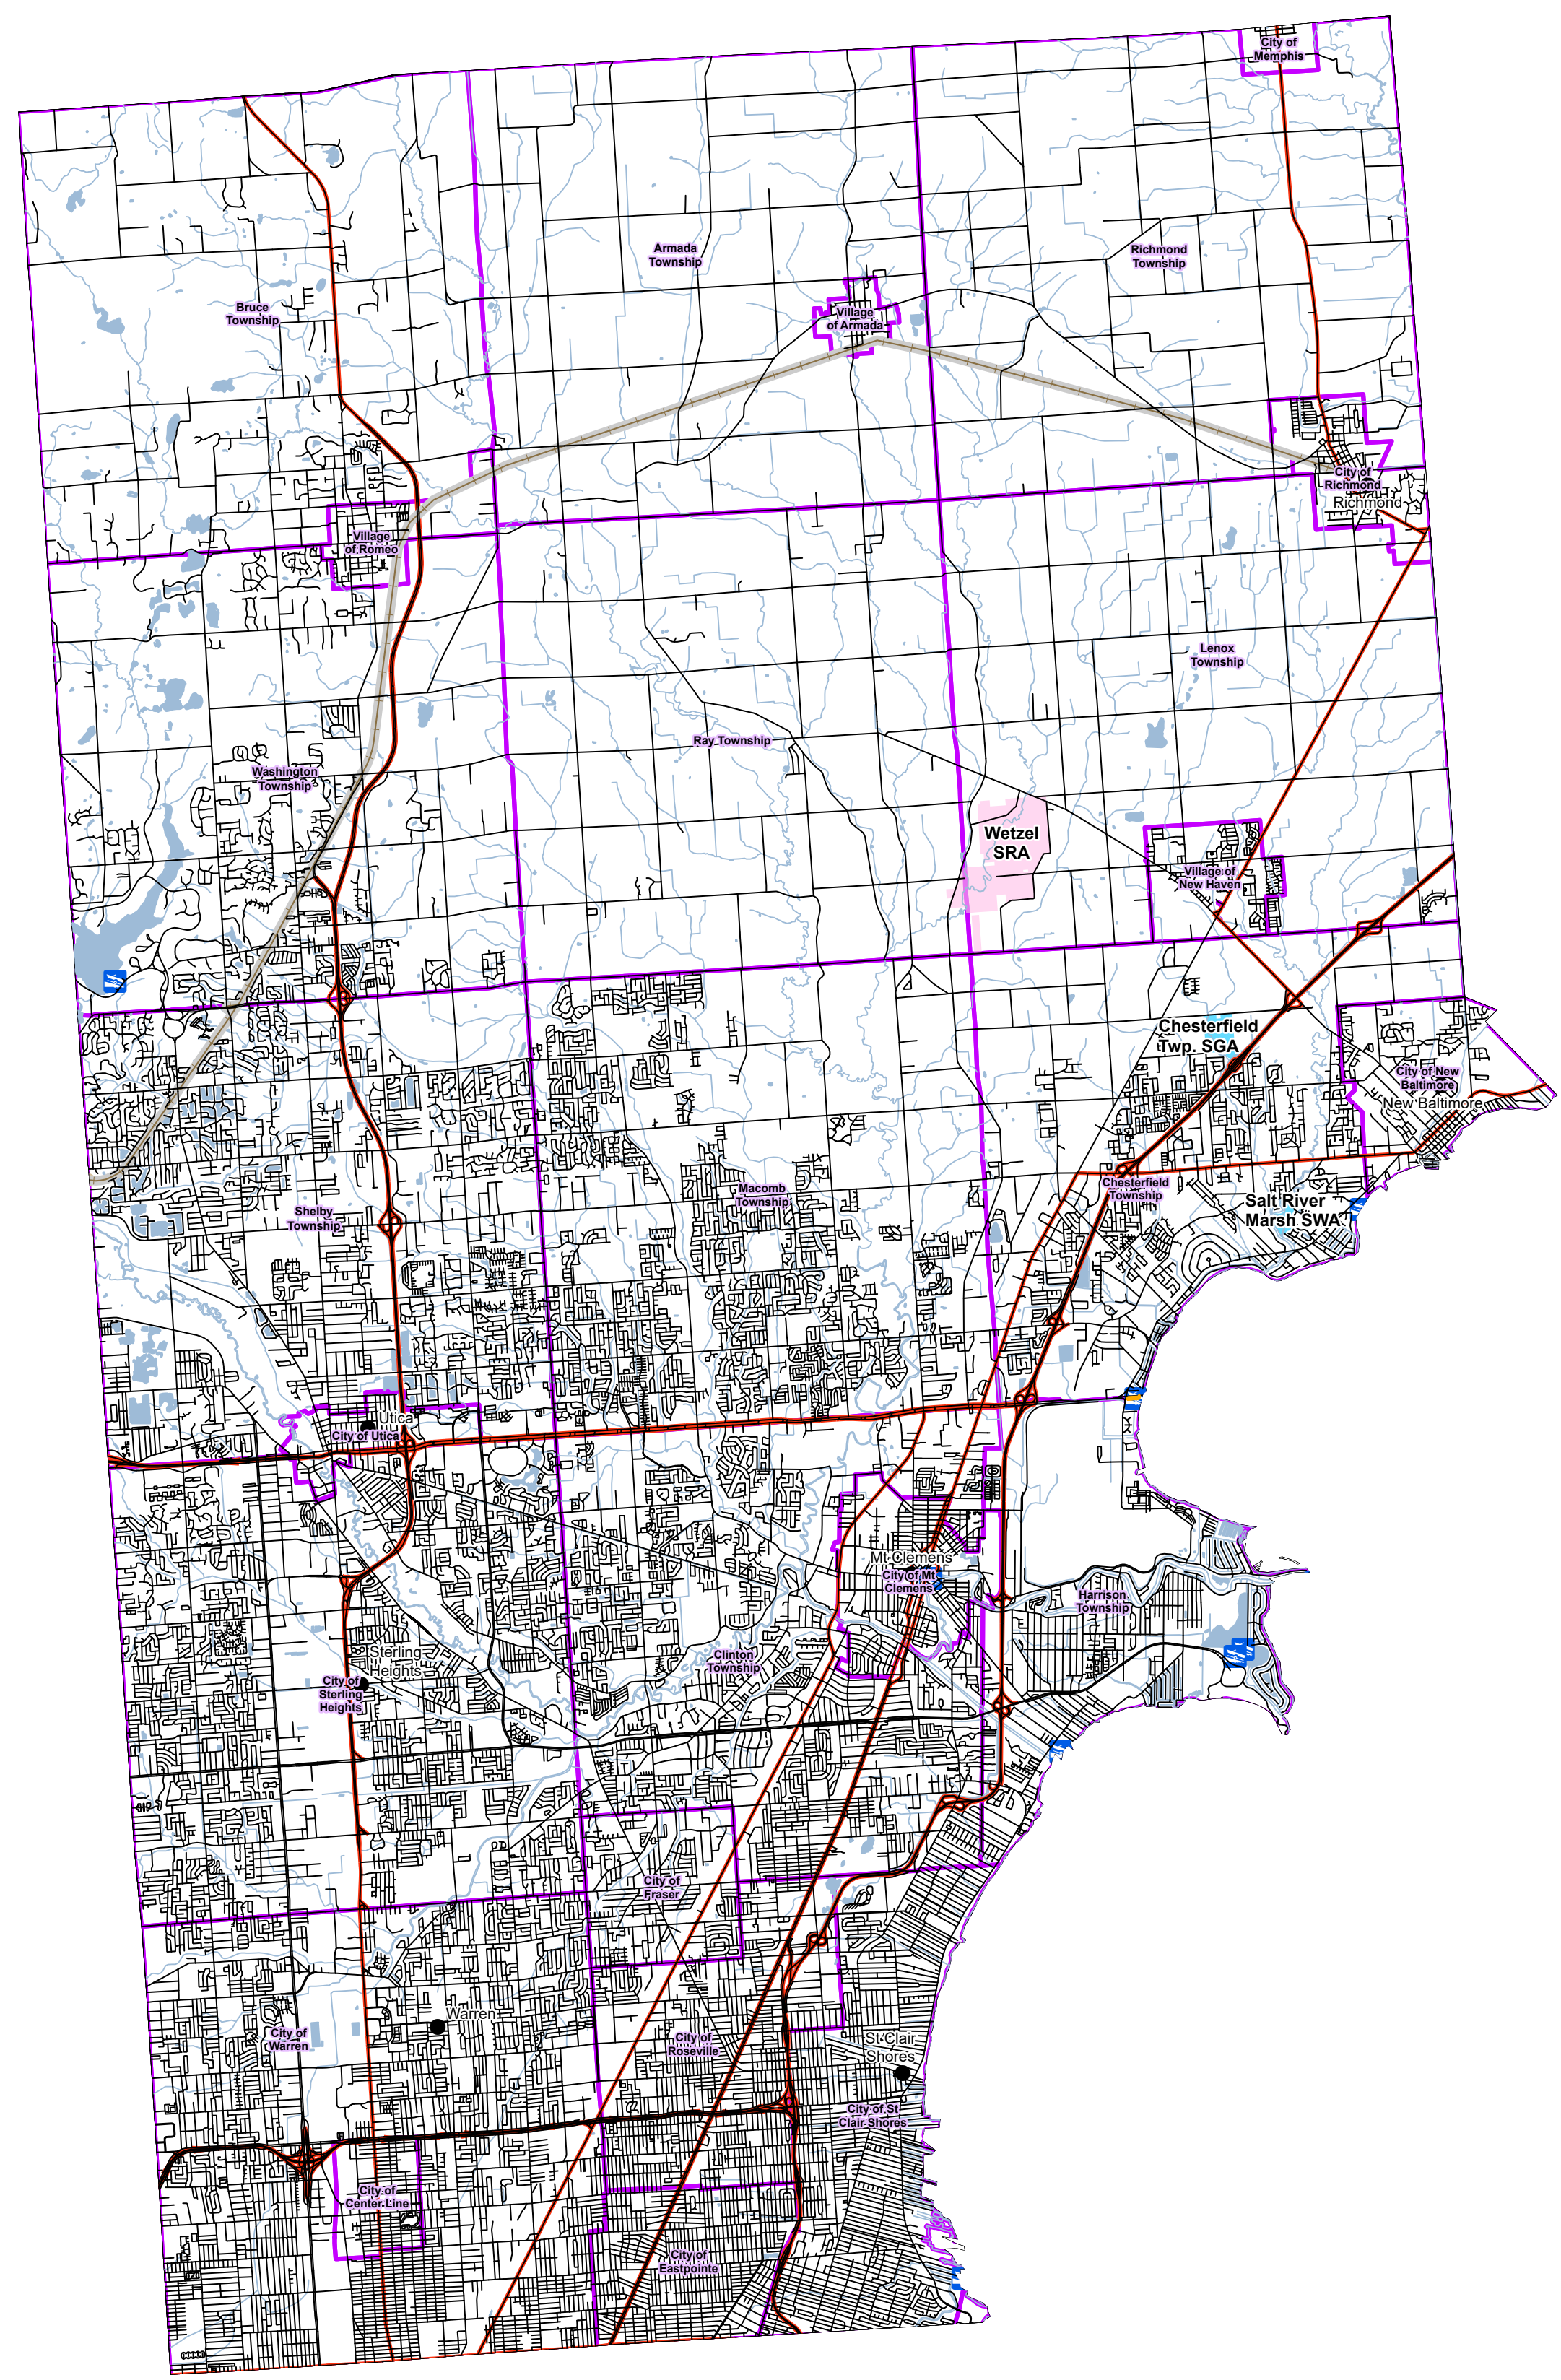 City of
Memphis
Armada
Township
Richmond
Township
Bruce
Township
Village
of Armada
City of
Richmond
Richmond
Village
of Romeo
Lenox
Township
Ray Township
Washington
Township
Wetzel
SRA
Village of
New Haven
Chesterfield
Twp. SGA
City of New
Baltimore
New Baltimore
Chesterfield
Township
Macomb
Township
Salt River
Marsh SWA
Shelby
Township
Utica
City of Utica
Mt Clemens
City of Mt
Clemens
Harrison
Township
Sterling
Heights
Clinton
Township
City of
Sterling
Heights
City of
Fraser
Warren
City of
Warren
City of
Roseville
St Clair
Shores
City of St
Clair Shores
City of
Center Line
City of
Eastpointe